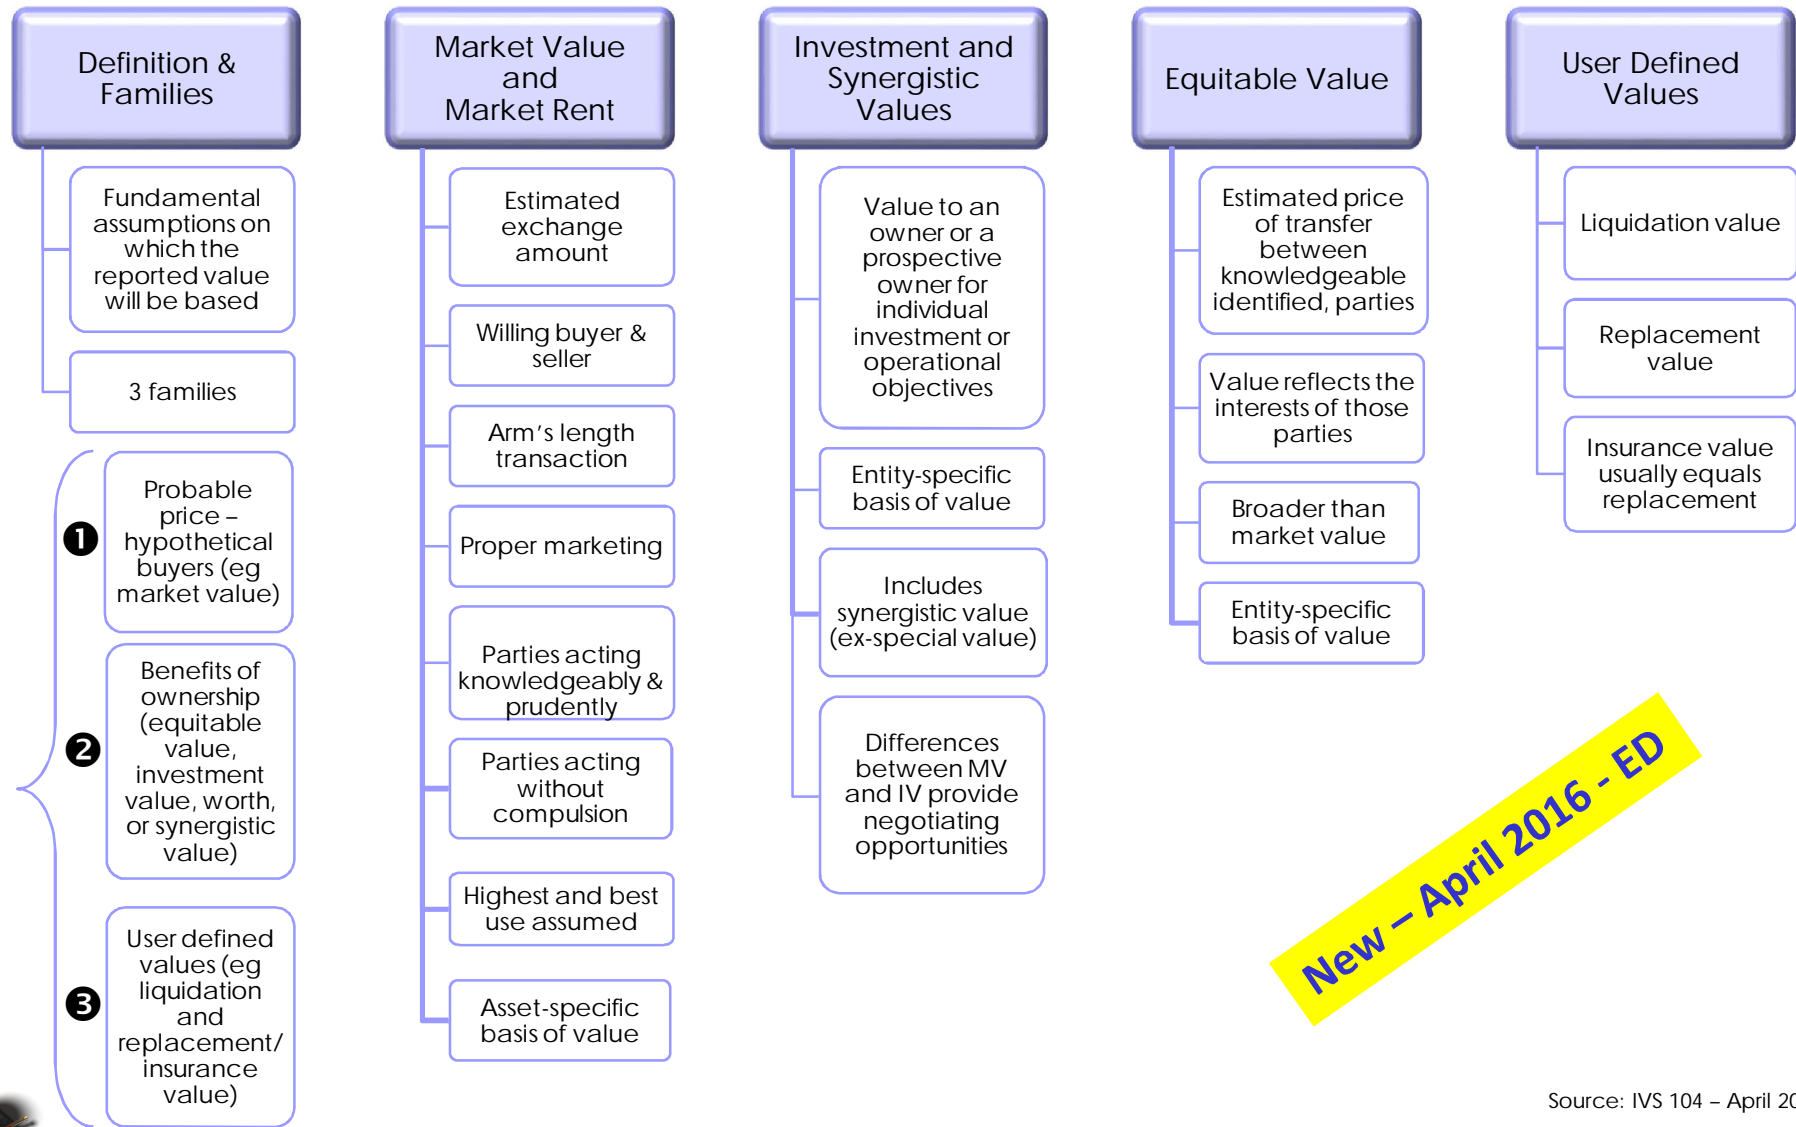 Definition &
Families
Fundamental
assumptions on
which the
reported value
will be based
3 families
❶
Probable
price –
hypothetical
buyers (eg
market value)
❷
Benefits of
ownership
(equitable
value,
investment
value, worth,
or synergistic
value)
❸
User defined
values (eg
liquidation
and
replacement/
insurance
value)
Market Value
and
Market Rent
Estimated
exchange
amount
Willing buyer &
seller
Arm's length
transaction
Proper marketing
Parties acting
knowledgeably &
prudently
Parties acting
without
compulsion
Highest and best
use assumed
Asset-specific
basis of value
Investment and
Synergistic
Values
Value to an
owner or a
prospective
owner for
individual
investment or
operational
objectives
Entity-specific
basis of value
Includes
synergistic value
(ex-special value)
Differences
between MV
and IV provide
negotiating
opportunities
Equitable Value
Estimated price
of transfer
between
knowledgeable
identified, parties
Value reflects the
interests of those
parties
Broader than
market value
Entity-specific
basis of value
User Defined
Values
Liquidation value
Replacement
value
Insurance value
usually equals
replacement
New – April 2016 - ED
Source: IVS 104 – April 20